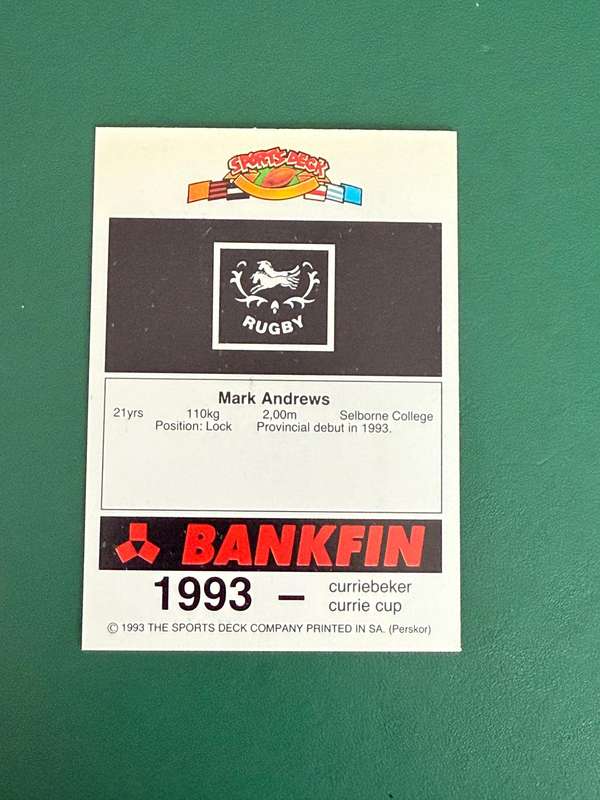 SPORTS DECK
RUGBY
Mark Andrews
21yrs 110kg 2,00m Selborne College
Position: Lock Provincial debut in 1993.
BANKFIN
1993 – curriebeker
currie cup
© 1993 THE SPORTS DECK COMPANY PRINTED IN SA. (Perskor)